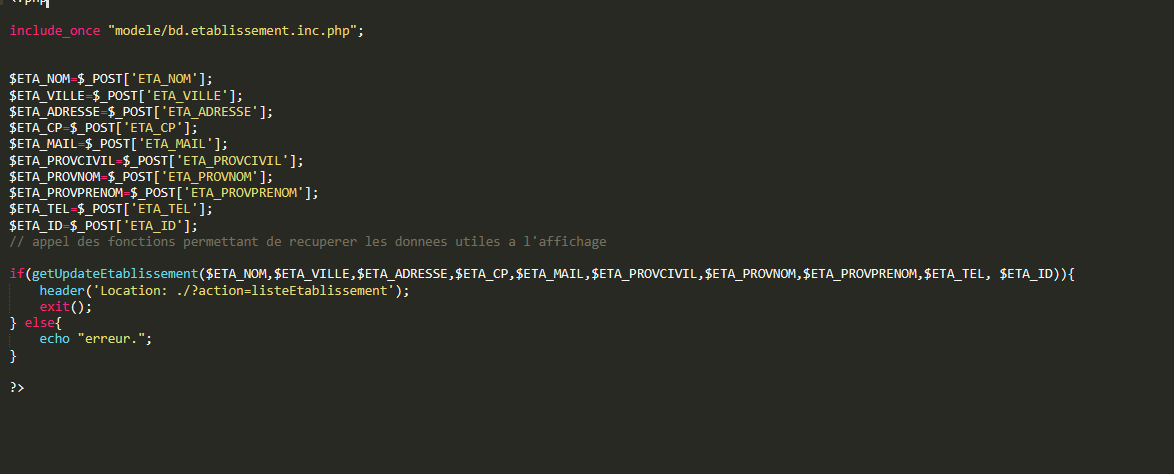 <?php
include_once "modele/bd.etablissement.inc.php";
$ETA_NOM=$_POST['ETA_NOM'];
$ETA_VILLE=$_POST['ETA_VILLE'];
$ETA_ADRESSE=$_POST['ETA_ADRESSE'];
$ETA_CP=$_POST['ETA_CP'];
$ETA_MAIL=$_POST['ETA_MAIL'];
$ETA_PROVCIVIL=$_POST['ETA_PROVCIVIL'];
$ETA_PROVNOM=$_POST['ETA_PROVNOM'];
$ETA_PROVPRENOM=$_POST['ETA_PROVPRENOM'];
$ETA_TEL=$_POST['ETA_TEL'];
$ETA_ID=$_POST['ETA_ID'];
// appel des fonctions permettant de recuperer les donnees utiles a l'affichage
if(getUpdateEtablissement($ETA_NOM,$ETA_VILLE,$ETA_ADRESSE,$ETA_CP,$ETA_MAIL,$ETA_PROVCIVIL,$ETA_PROVNOM,$ETA_PROVPRENOM,$ETA_TEL, $ETA_ID)){
    header('Location: ./?action=listeEtablissement');
    exit();
} else{
    echo "erreur.";
}
?>